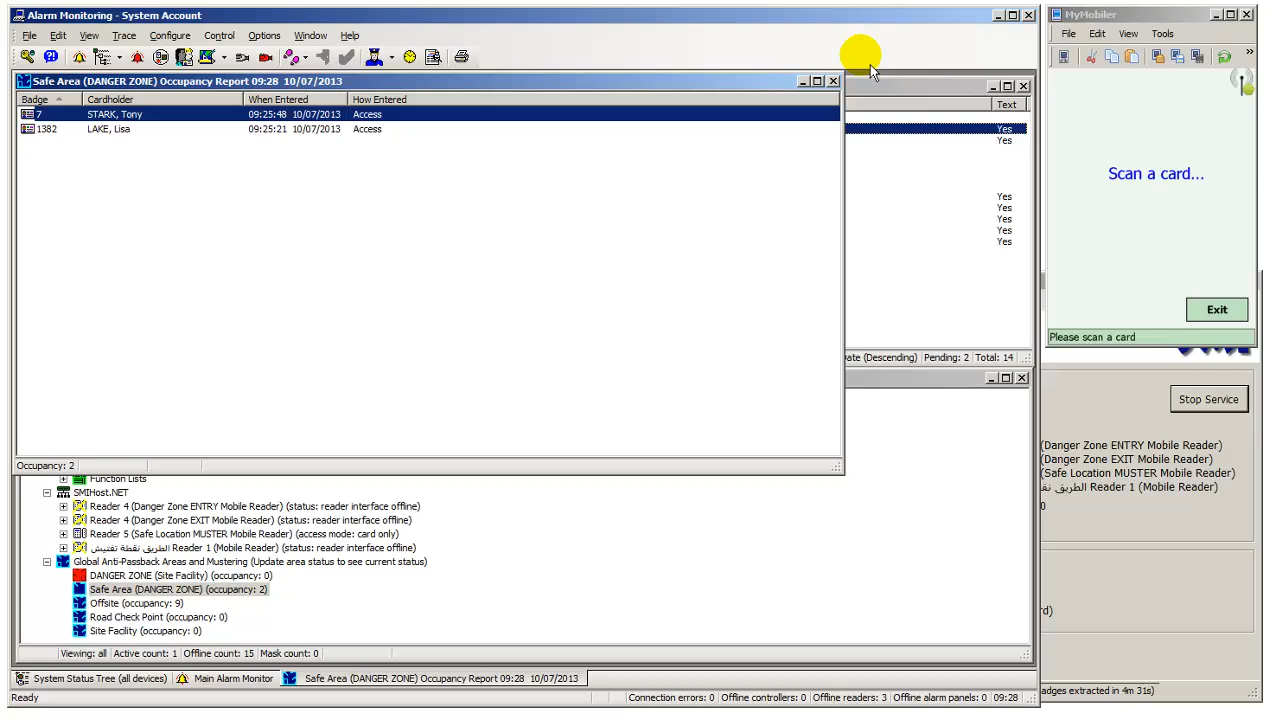 Alarm Monitoring - System Account
File Edit View Trace Configure Control Options Window Help
Safe Area (DANGER ZONE) Occupancy Report 09:28 10/07/2013
Badge Cardholder When Entered How Entered
7 STARK, Tony 09:25:48 10/07/2013 Access
1382 LAKE, Lisa 09:25:21 10/07/2013 Access
Occupancy: 2
Text
Yes
Yes
Yes
Yes
Yes
Yes
Yes
Date (Descending) Pending: 2 Total: 14
Function Lists
SMIHost.NET
Reader 4 (Danger Zone ENTRY Mobile Reader) (status: reader interface offline)
Reader 4 (Danger Zone EXIT Mobile Reader) (status: reader interface offline)
Reader 5 (Safe Location MUSTER Mobile Reader) (access mode: card only)
الطريق نقطة تفتيش Reader 1 (Mobile Reader) (status: reader interface offline)
Global Anti-Passback Areas and Mustering (Update area status to see current status)
DANGER ZONE (Site Facility) (occupancy: 0)
Safe Area (DANGER ZONE) (occupancy: 2)
Offsite (occupancy: 9)
Road Check Point (occupancy: 0)
Site Facility (occupancy: 0)
Viewing: all Active count: 1 Offline count: 15 Mask count: 0
System Status Tree (all devices) Main Alarm Monitor Safe Area (DANGER ZONE) Occupancy Report 09:28 10/07/2013
Ready Connection errors: 0 Offline controllers: 0 Offline readers: 3 Offline alarm panels: 0 09:28
MyMobiler
File Edit View Tools
Scan a card...
Exit
Please scan a card
Stop Service
(Danger Zone ENTRY Mobile Reader)
(Danger Zone EXIT Mobile Reader)
(Safe Location MUSTER Mobile Reader)
الطريق Reader 1 (Mobile Reader)
0
rd)
adges extracted in 4m 31s)